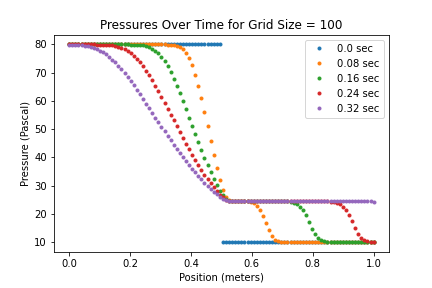 Pressures Over Time for Grid Size = 100
Pressure (Pascal)
80
70
60
50
40
30
20
10
0.0 sec
0.08 sec
0.16 sec
0.24 sec
0.32 sec
0.0 0.2 0.4 0.6 0.8 1.0
Position (meters)